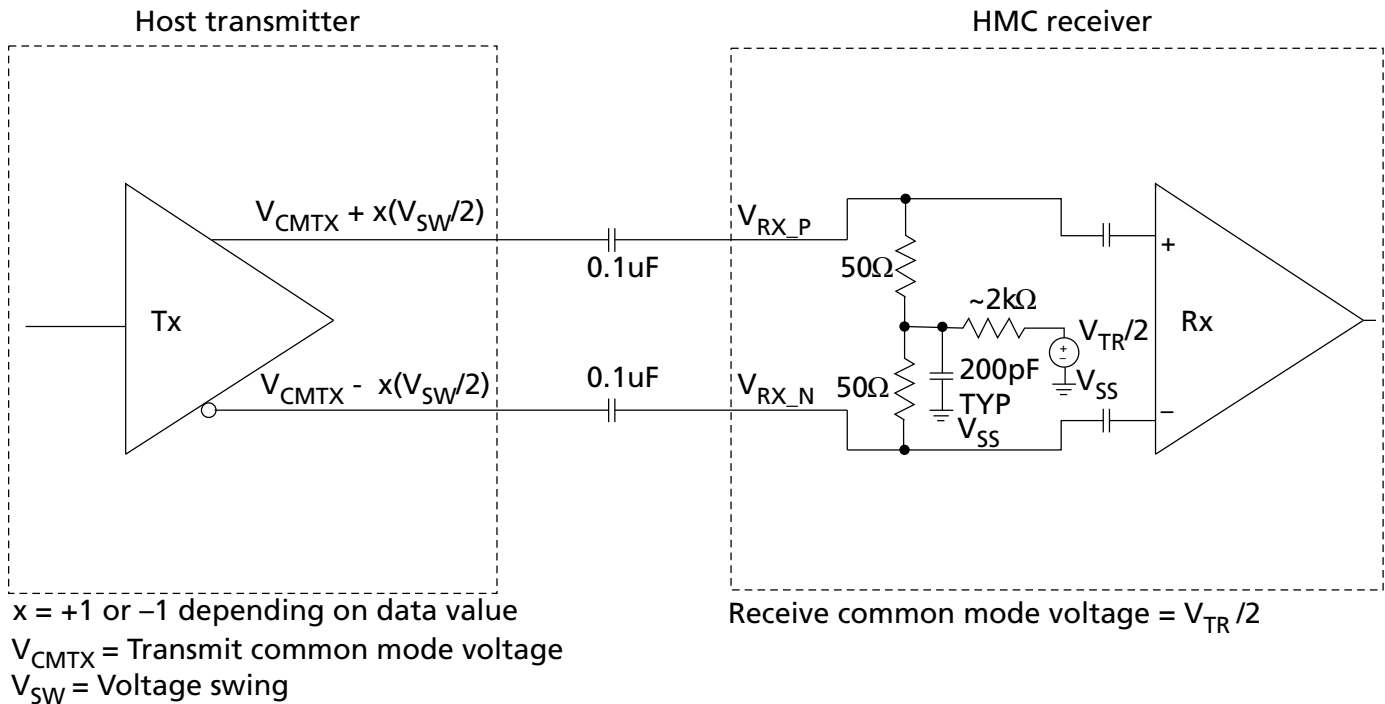 Host transmitter
HMC receiver
V_CMTX + x(V_SW/2)
0.1uF
V_RX_P
50Ω
~2kΩ
+
Tx
V_TR/2
Rx
+
-
V_CMTX - x(V_SW/2)
0.1uF
V_RX_N
50Ω
200pF
TYP
V_SS
V_SS
–
x = +1 or –1 depending on data value
Receive common mode voltage = V_TR /2
V_CMTX = Transmit common mode voltage
V_SW = Voltage swing